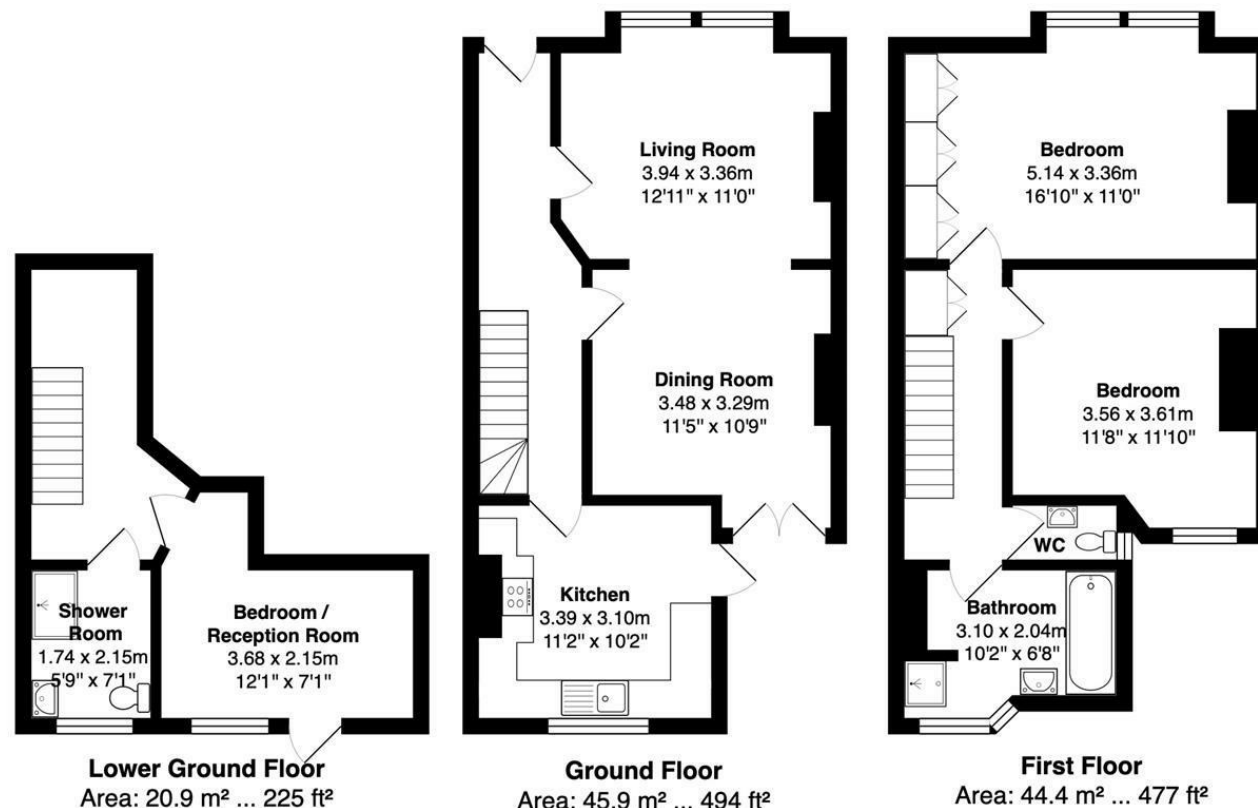 Living Room
3.94 x 3.36m
12'11" x 11'0"
Dining Room
3.48 x 3.29m
11'5" x 10'9"
Kitchen
3.39 x 3.10m
11'2" x 10'2"
Bedroom
5.14 x 3.36m
16'10" x 11'0"
Bedroom
3.56 x 3.61m
11'8" x 11'10"
WC
Bathroom
3.10 x 2.04m
10'2" x 6'8"
Shower
Room
1.74 x 2.15m
5'9" x 7'1"
Bedroom /
Reception Room
3.68 x 2.15m
12'1" x 7'1"
Lower Ground Floor
Area: 20.9 m² ... 225 ft²
Ground Floor
Area: 45.9 m² ... 494 ft²
First Floor
Area: 44.4 m² ... 477 ft²